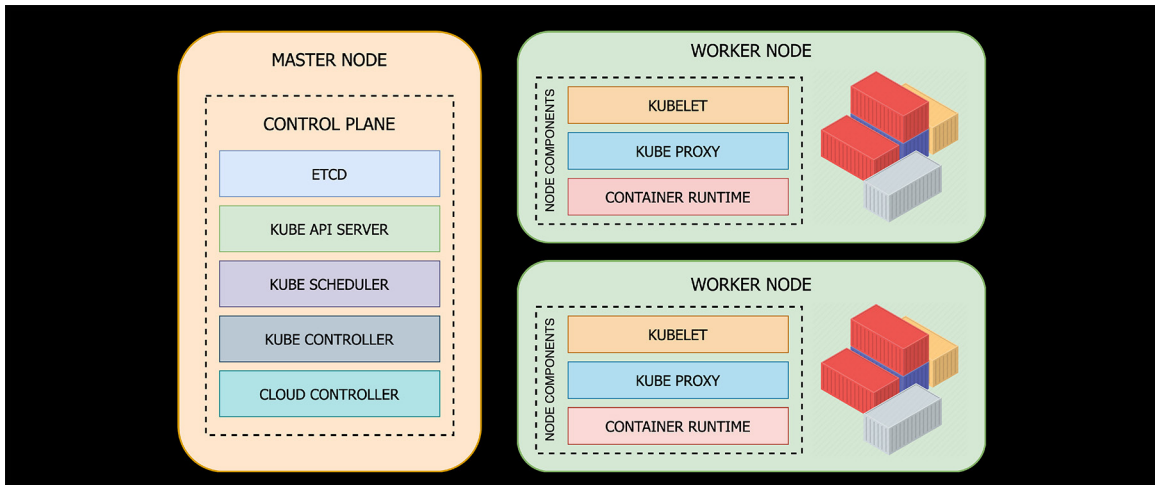 MASTER NODE
CONTROL PLANE
ETCD
KUBE API SERVER
KUBE SCHEDULER
KUBE CONTROLLER
CLOUD CONTROLLER
WORKER NODE
NODE COMPONENTS
KUBELET
KUBE PROXY
CONTAINER RUNTIME
WORKER NODE
NODE COMPONENTS
KUBELET
KUBE PROXY
CONTAINER RUNTIME